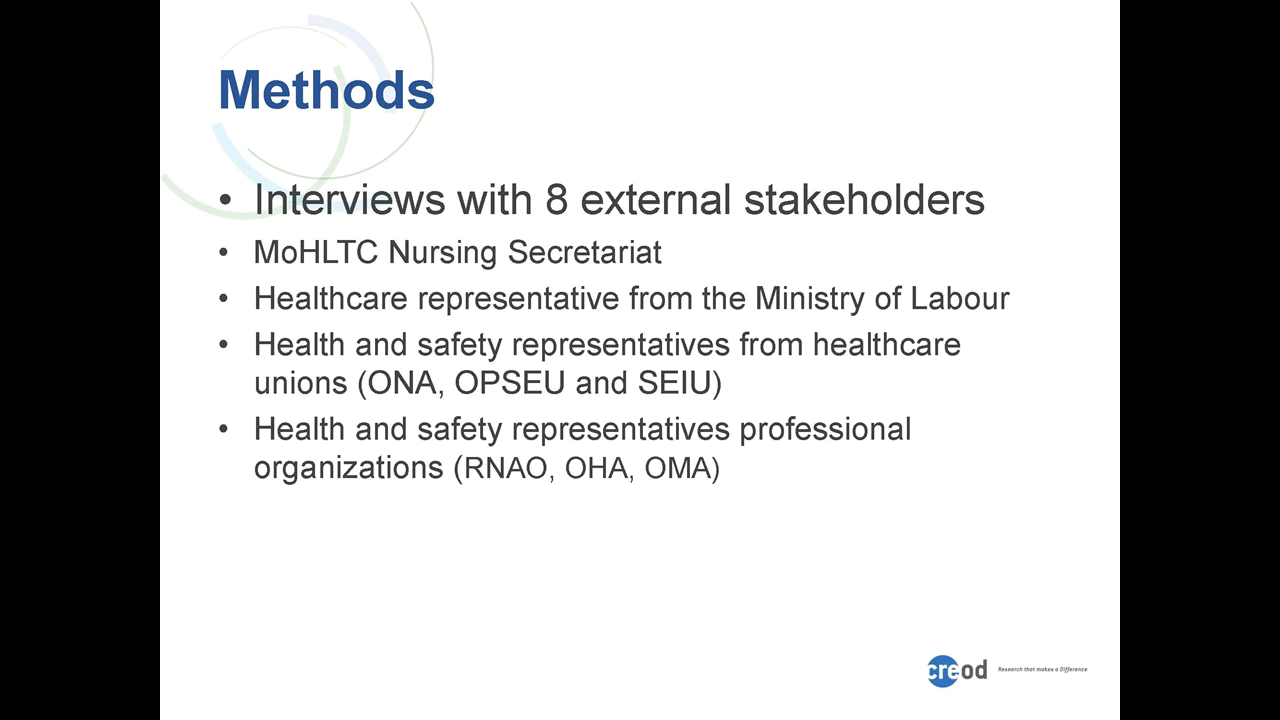 Methods
• Interviews with 8 external stakeholders
• MoHLTC Nursing Secretariat
• Healthcare representative from the Ministry of Labour
• Health and safety representatives from healthcare
unions (ONA, OPSEU and SEIU)
• Health and safety representatives professional
organizations (RNAO, OHA, OMA)
creod Research that makes a Difference